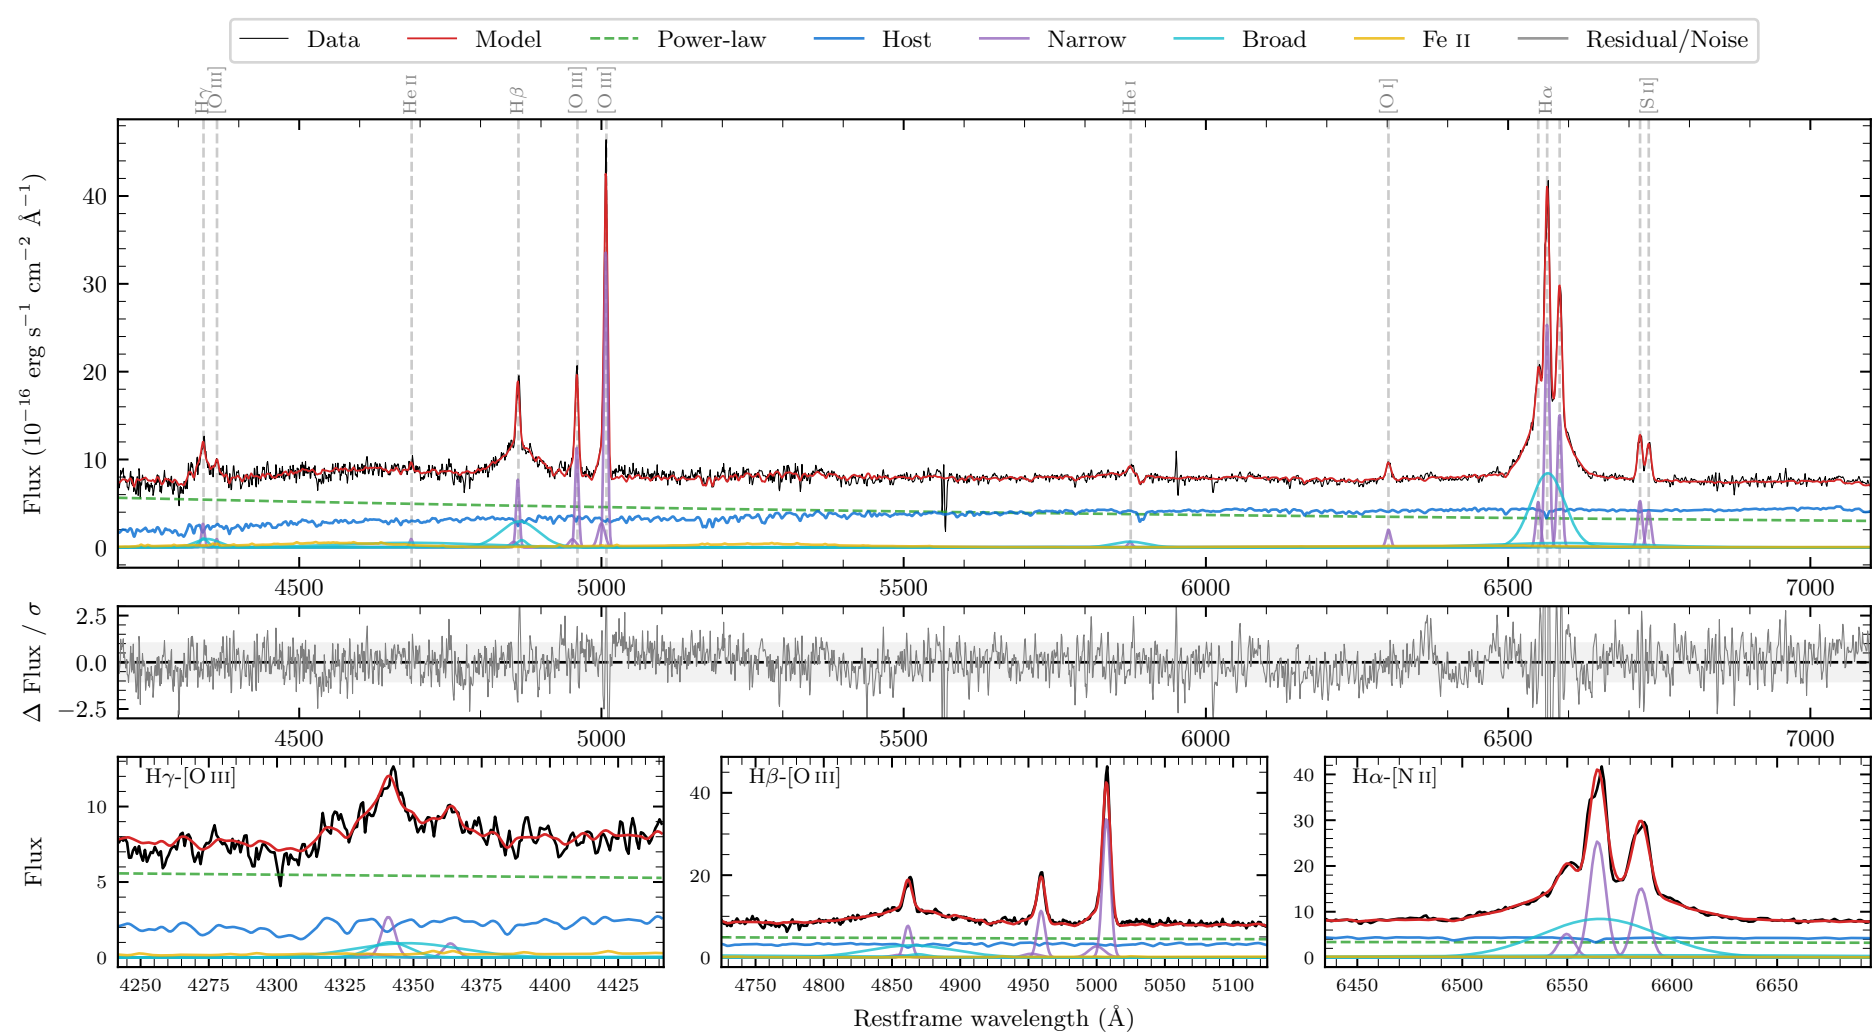 Data Model Power-law Host Narrow Broad Fe II Residual/Noise
Hγ [O III] He II Hβ [O III] [O III] He I [O I] Hα [S II]
Flux (10⁻¹⁶ erg s⁻¹ cm⁻² Å⁻¹)
40
30
20
10
0
4500 5000 5500 6000 6500 7000
Δ Flux / σ
2.5
0.0
−2.5
4500 5000 5500 6000 6500 7000
Flux
Hγ-[O III]
10
5
0
4250 4275 4300 4325 4350 4375 4400 4425
Hβ-[O III]
40
20
0
4750 4800 4850 4900 4950 5000 5050 5100
Hα-[N II]
40
30
20
10
0
6450 6500 6550 6600 6650
Restframe wavelength (Å)